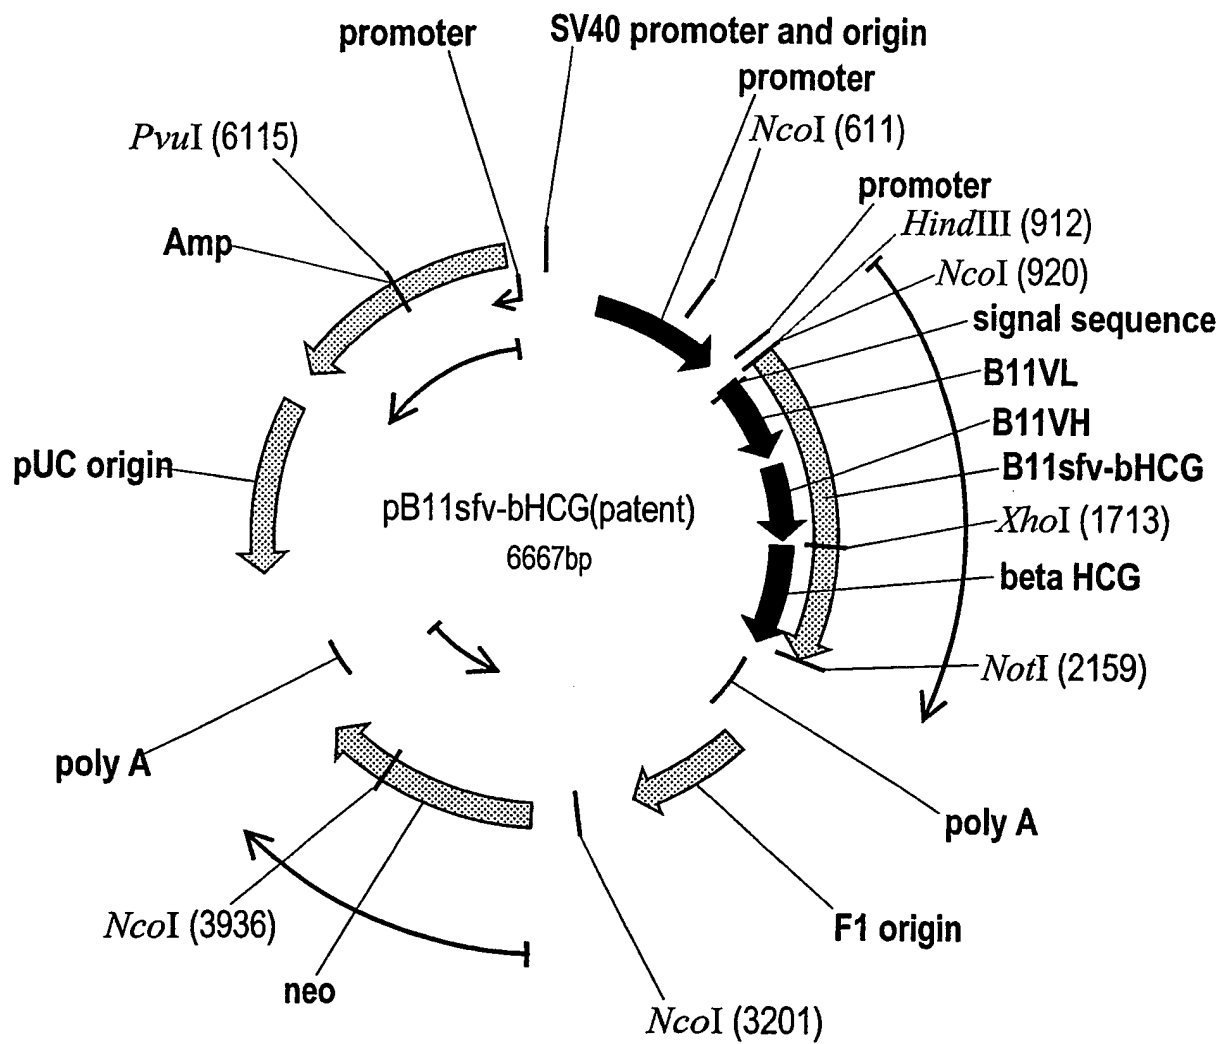 promoter
SV40 promoter and origin
promoter
NcoI (611)
PvuI (6115)
promoter
HindIII (912)
Amp
NcoI (920)
signal sequence
B11VL
B11VH
pUC origin
B11sfv-bHCG
pB11sfv-bHCG(patent)
6667bp
XhoI (1713)
beta HCG
NotI (2159)
poly A
poly A
NcoI (3936)
F1 origin
neo
NcoI (3201)